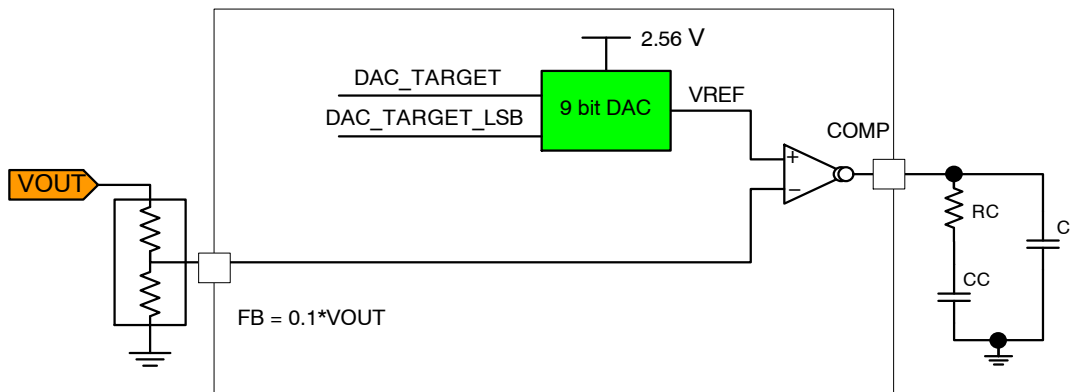 2.56 V
DAC_TARGET
9 bit DAC
VREF
DAC_TARGET_LSB
COMP
VOUT
+
−
RC
CC
C
FB = 0.1*VOUT